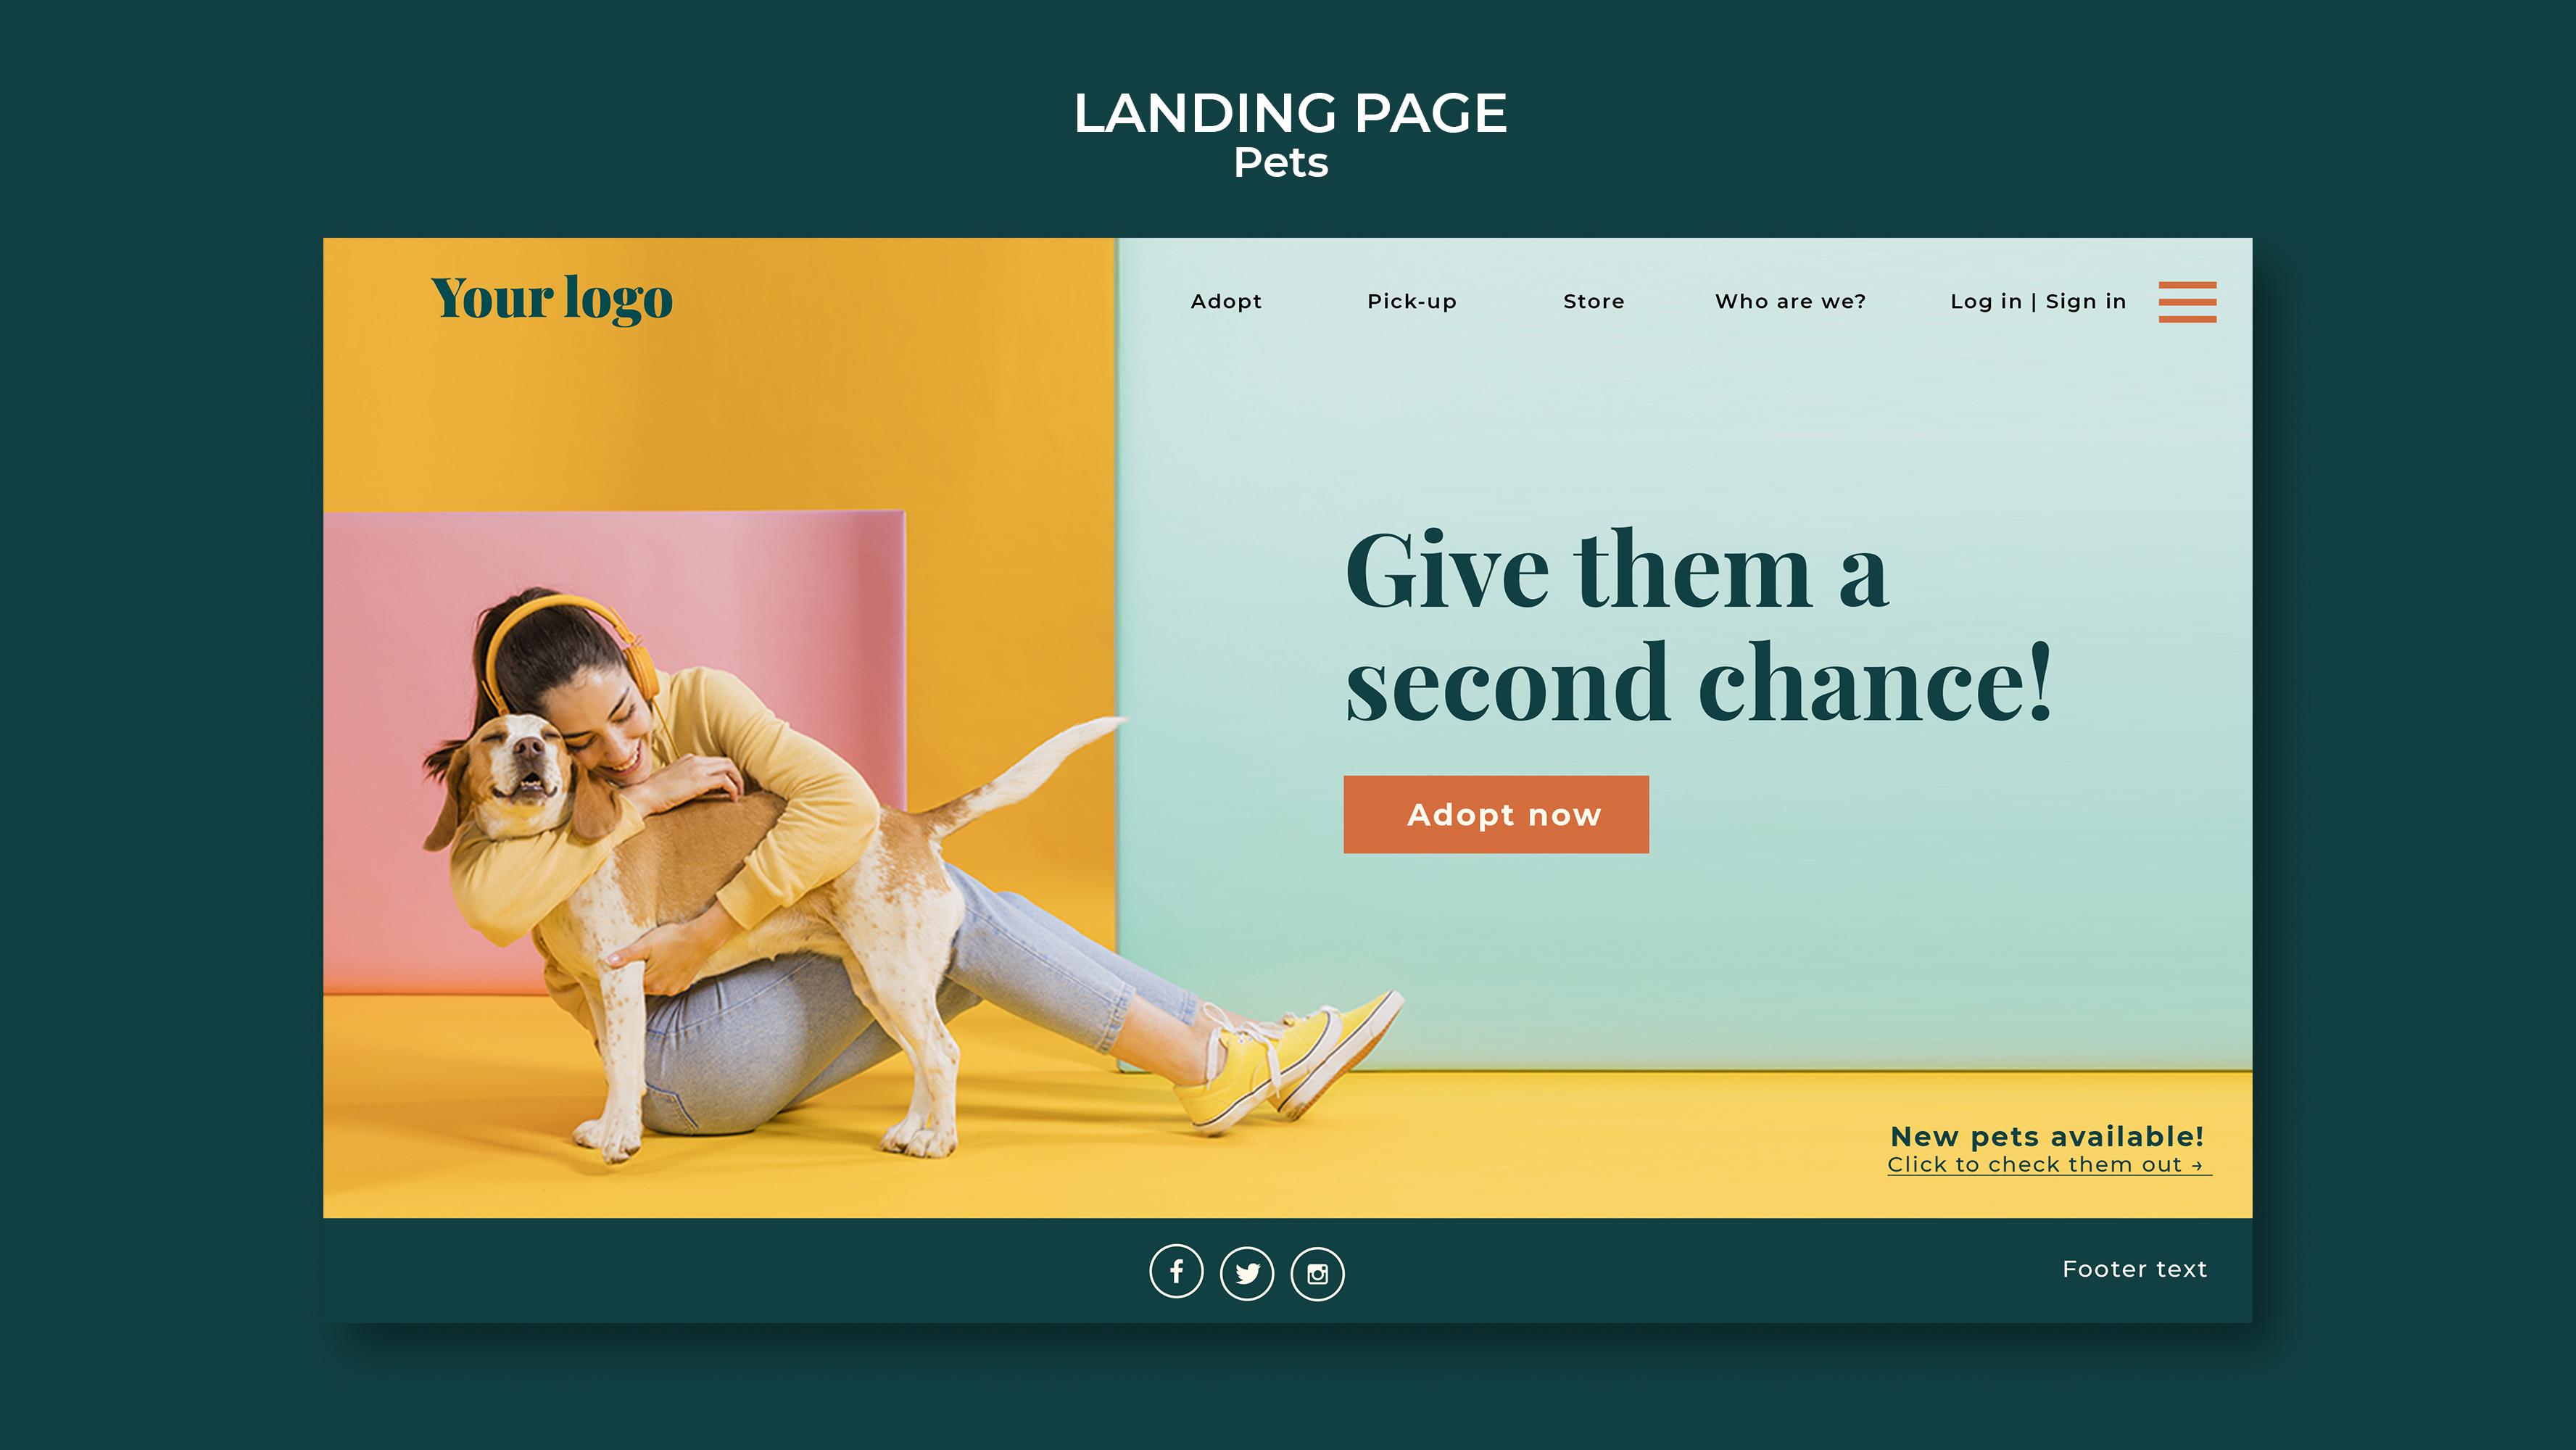 LANDING PAGE
Pets
Your logo
Adopt Pick-up Store Who are we? Log in | Sign in
Give them a
second chance!
Adopt now
New pets available!
Click to check them out →
Footer text